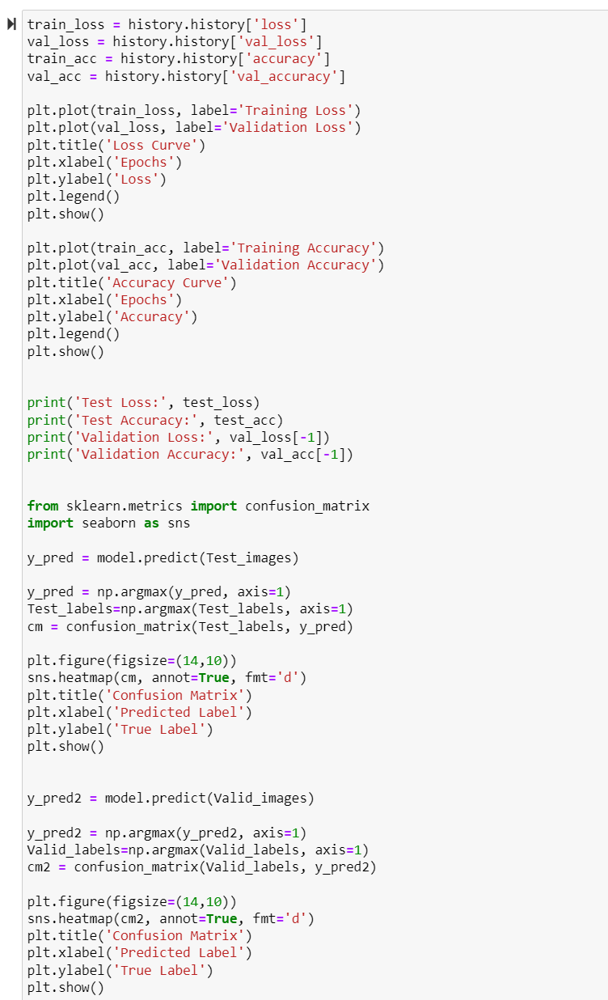 train_loss = history.history['loss']
val_loss = history.history['val_loss']
train_acc = history.history['accuracy']
val_acc = history.history['val_accuracy']
plt.plot(train_loss, label='Training Loss')
plt.plot(val_loss, label='Validation Loss')
plt.title('Loss Curve')
plt.xlabel('Epochs')
plt.ylabel('Loss')
plt.legend()
plt.show()
plt.plot(train_acc, label='Training Accuracy')
plt.plot(val_acc, label='Validation Accuracy')
plt.title('Accuracy Curve')
plt.xlabel('Epochs')
plt.ylabel('Accuracy')
plt.legend()
plt.show()
print('Test Loss:', test_loss)
print('Test Accuracy:', test_acc)
print('Validation Loss:', val_loss[-1])
print('Validation Accuracy:', val_acc[-1])
from sklearn.metrics import confusion_matrix
import seaborn as sns
y_pred = model.predict(Test_images)
y_pred = np.argmax(y_pred, axis=1)
Test_labels=np.argmax(Test_labels, axis=1)
cm = confusion_matrix(Test_labels, y_pred)
plt.figure(figsize=(14,10))
sns.heatmap(cm, annot=True, fmt='d')
plt.title('Confusion Matrix')
plt.xlabel('Predicted Label')
plt.ylabel('True Label')
plt.show()
y_pred2 = model.predict(Valid_images)
y_pred2 = np.argmax(y_pred2, axis=1)
Valid_labels=np.argmax(Valid_labels, axis=1)
cm2 = confusion_matrix(Valid_labels, y_pred2)
plt.figure(figsize=(14,10))
sns.heatmap(cm2, annot=True, fmt='d')
plt.title('Confusion Matrix')
plt.xlabel('Predicted Label')
plt.ylabel('True Label')
plt.show()